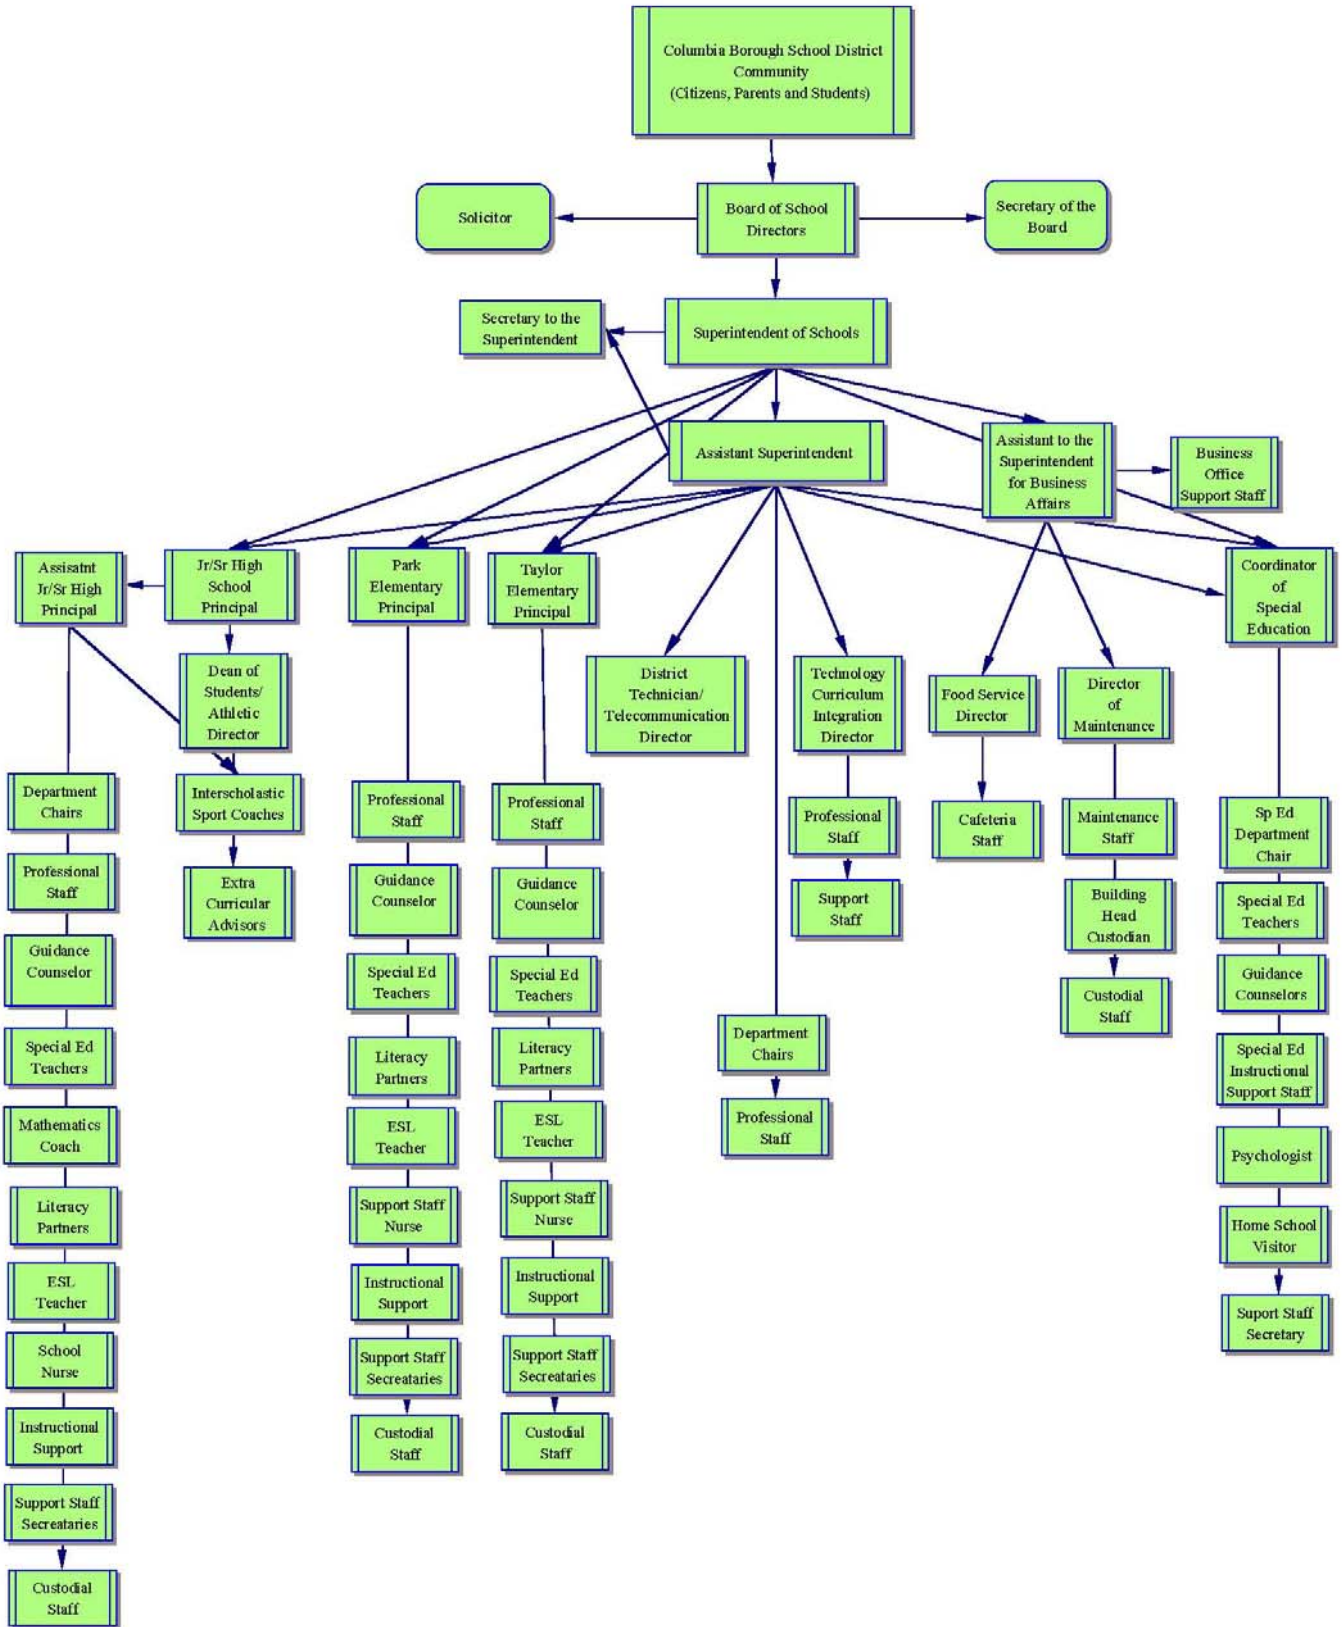 Columbia Borough School District
Community
(Citizens, Parents and Students)
Solicitor
Board of School
Directors
Secretary of the
Board
Secretary to the
Superintendent
Superintendent of Schools
Assistant Superintendent
Assistant to the
Superintendent
for Business
Affairs
Business
Office
Support Staff
Assisatnt
Jr/Sr High
Principal
Jr/Sr High
School
Principal
Park
Elementary
Principal
Taylor
Elementary
Principal
Coordinator
of
Special
Education
Dean of
Students/
Athletic
Director
District
Technician/
Telecommunication
Director
Technology
Curriculum
Integration
Director
Food Service
Director
Director
of
Maintenance
Department
Chairs
Professional
Staff
Guidance
Counselor
Special Ed
Teachers
Mathematics
Coach
Literacy
Partners
ESL
Teacher
School
Nurse
Instructional
Support
Support Staff
Secreataries
Custodial
Staff
Interscholastic
Sport Coaches
Extra
Curricular
Advisors
Professional
Staff
Guidance
Counselor
Special Ed
Teachers
Literacy
Partners
ESL
Teacher
Support Staff
Nurse
Instructional
Support
Support Staff
Secreataries
Custodial
Staff
Professional
Staff
Guidance
Counselor
Special Ed
Teachers
Literacy
Partners
ESL
Teacher
Support Staff
Nurse
Instructional
Support
Support Staff
Secreataries
Custodial
Staff
Department
Chairs
Professional
Staff
Professional
Staff
Support
Staff
Cafeteria
Staff
Maintenance
Staff
Building
Head
Custodian
Custodial
Staff
Sp Ed
Department
Chair
Special Ed
Teachers
Guidance
Counselors
Special Ed
Instructional
Support Staff
Psychologist
Home School
Visitor
Suport Staff
Secretary